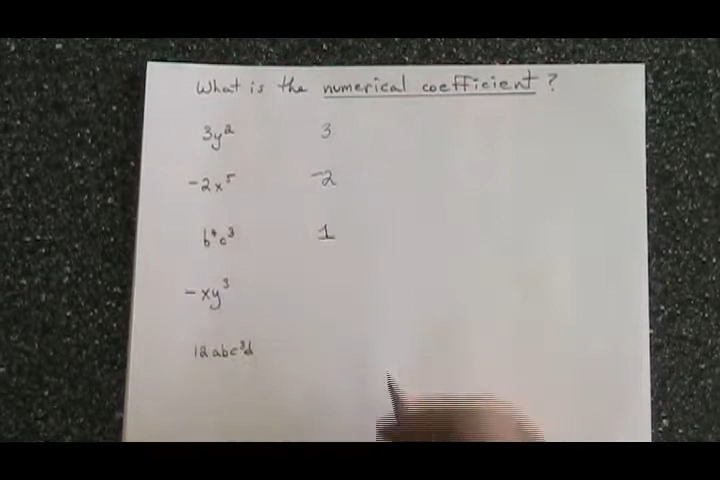 What is the numerical coefficient ?
3y² 3
-2x⁵ -2
b⁴c³ 1
-xy³
12abc³d